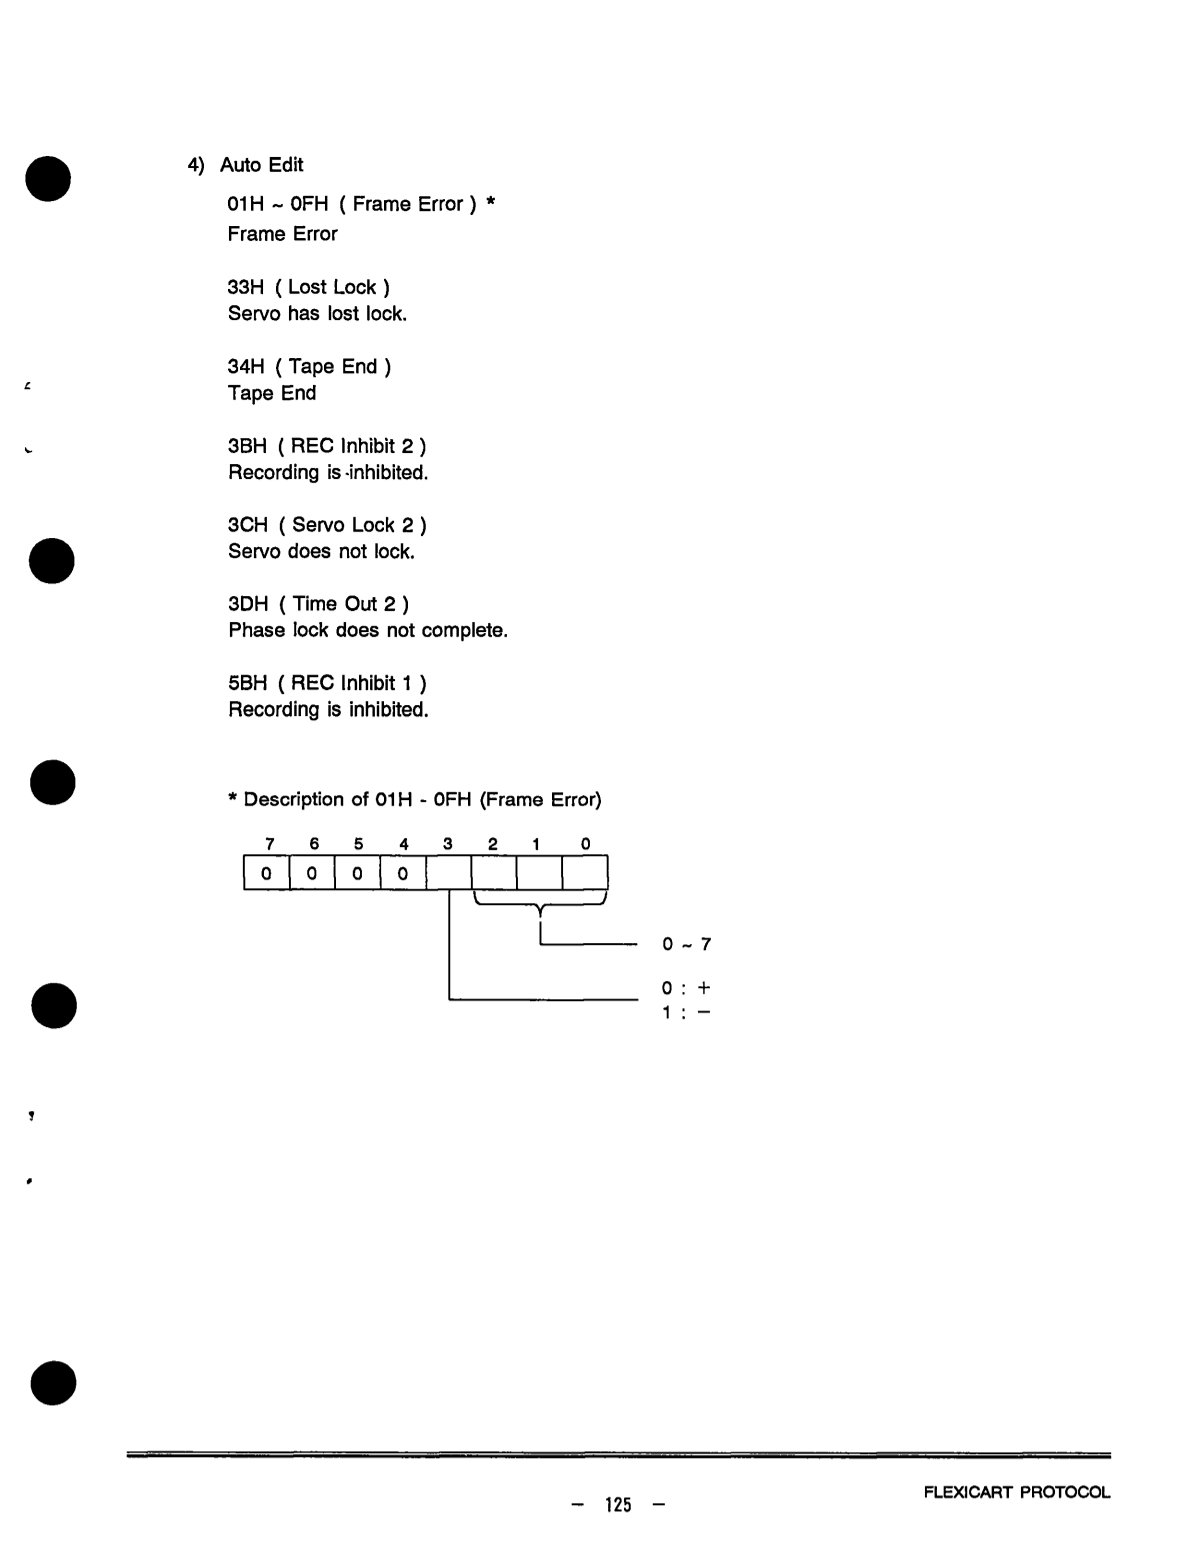 4) Auto Edit
01H ~ 0FH ( Frame Error ) *
Frame Error
33H ( Lost Lock )
Servo has lost lock.
34H ( Tape End )
Tape End
3BH ( REC Inhibit 2 )
Recording is inhibited.
3CH ( Servo Lock 2 )
Servo does not lock.
3DH ( Time Out 2 )
Phase lock does not complete.
5BH ( REC Inhibit 1 )
Recording is inhibited.
* Description of 01H - 0FH (Frame Error)
7 6 5 4 3 2 1 0
0 0 0 0
0 ~ 7
0 : +
1 : −
FLEXICART PROTOCOL
− 125 −